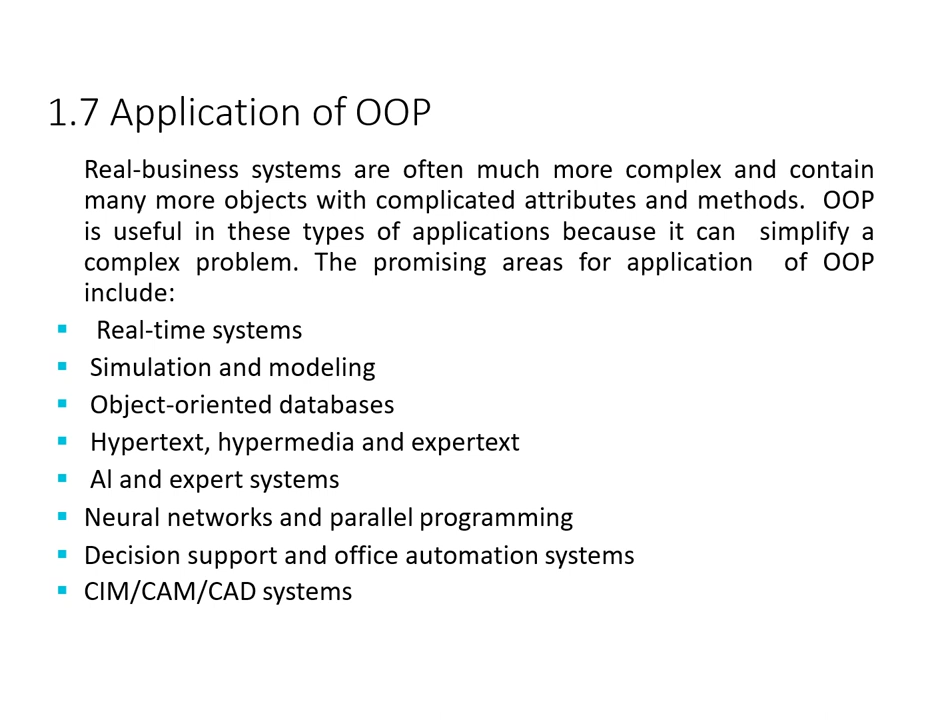 1.7 Application of OOP
Real-business systems are often much more complex and contain
many more objects with complicated attributes and methods.  OOP
is useful in these types of applications because it can  simplify a
complex problem. The promising areas for application  of OOP
include:
▪ Real-time systems
▪ Simulation and modeling
▪ Object-oriented databases
▪ Hypertext, hypermedia and expertext
▪ Al and expert systems
▪ Neural networks and parallel programming
▪ Decision support and office automation systems
▪ CIM/CAM/CAD systems